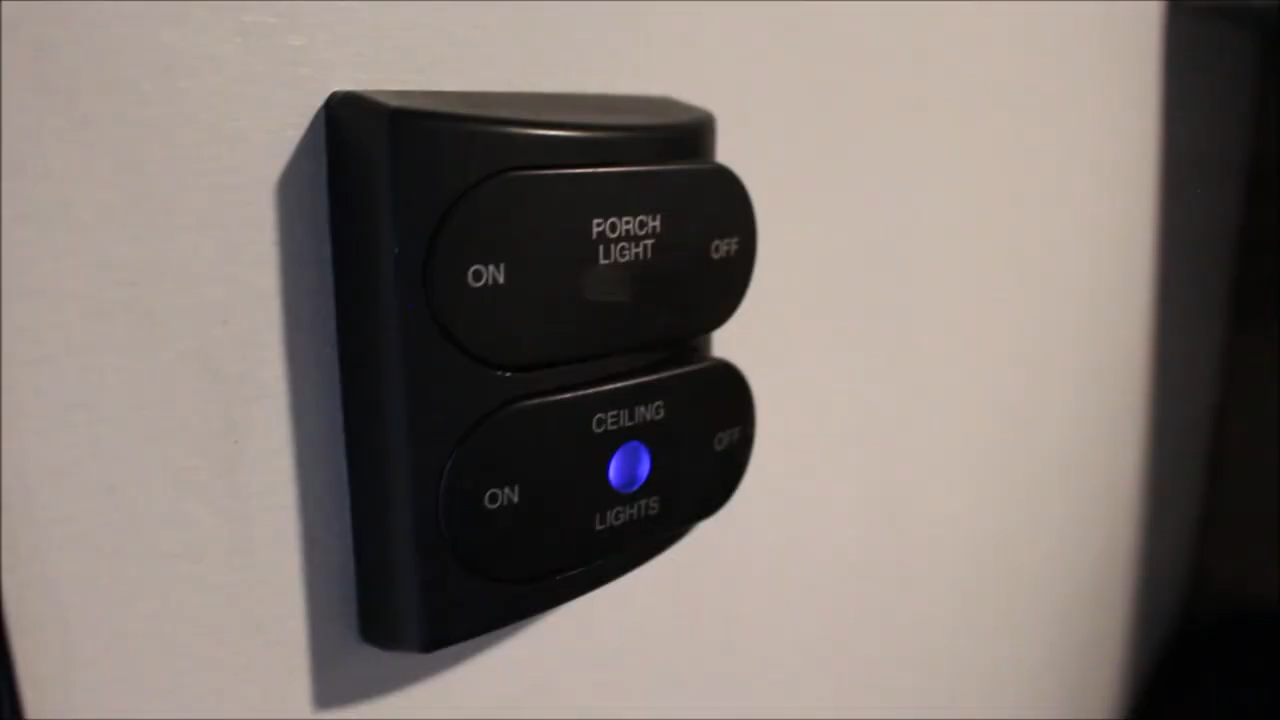 PORCH
LIGHT
ON
OFF
CEILING
LIGHTS
ON
OFF